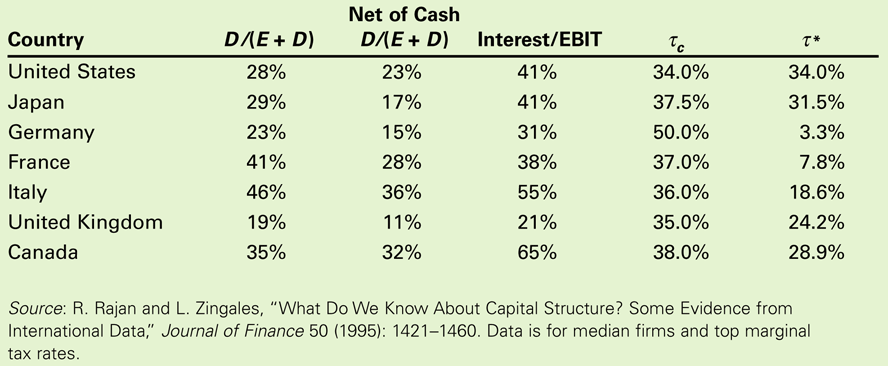 Net of Cash
Country D/(E + D) D/(E + D) Interest/EBIT τc τ*
United States 28% 23% 41% 34.0% 34.0%
Japan 29% 17% 41% 37.5% 31.5%
Germany 23% 15% 31% 50.0% 3.3%
France 41% 28% 38% 37.0% 7.8%
Italy 46% 36% 55% 36.0% 18.6%
United Kingdom 19% 11% 21% 35.0% 24.2%
Canada 35% 32% 65% 38.0% 28.9%
Source: R. Rajan and L. Zingales, “What Do We Know About Capital Structure? Some Evidence from
International Data,” Journal of Finance 50 (1995): 1421–1460. Data is for median firms and top marginal
tax rates.